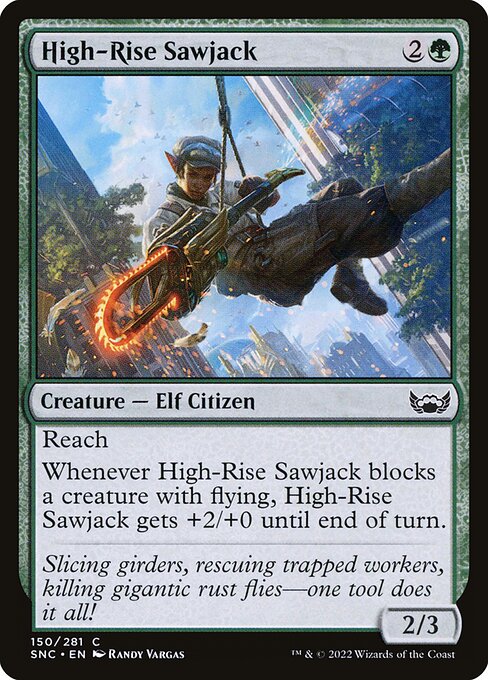 High-Rise Sawjack 2
Creature — Elf Citizen
Reach
Whenever High-Rise Sawjack blocks
a creature with flying, High-Rise
Sawjack gets +2/+0 until end of turn.
Slicing girders, rescuing trapped workers,
killing gigantic rust flies—one tool does
it all!
2/3
150/281 C
SNC • EN Randy Vargas ™ & © 2022 Wizards of the Coast